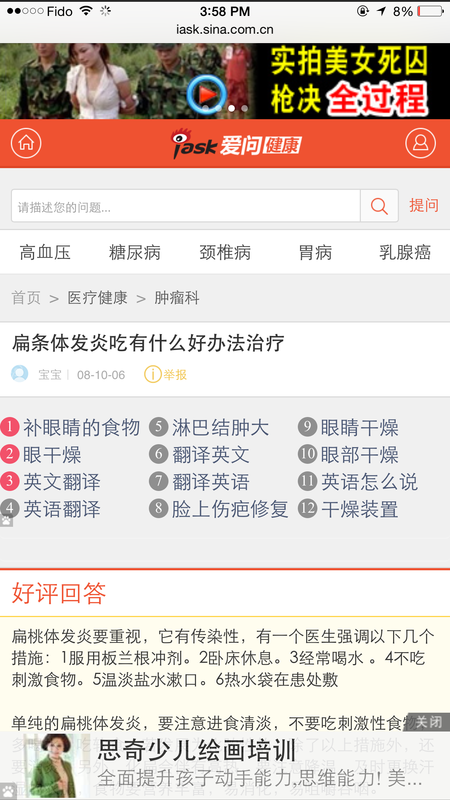 Fido 3:58 PM 8%
iask.sina.com.cn
实拍美女死囚
枪决 全过程
iask 爱问健康
请描述您的问题... 提问
高血压 糖尿病 颈椎病 胃病 乳腺癌
首页 > 医疗健康 > 肿瘤科
扁条体发炎吃有什么好办法治疗
宝宝 08-10-06 举报
1 补眼睛的食物 5 淋巴结肿大 9 眼睛干燥
2 眼干燥 6 翻译英文 10 眼部干燥
3 英文翻译 7 翻译英语 11 英语怎么说
4 英语翻译 8 脸上伤疤修复 12 干燥装置
好评回答
扁桃体发炎要重视，它有传染性，有一个医生强调以下几个
措施：1服用板兰根冲剂。2卧床休息。3经常喝水 。4不吃
刺激食物。5温淡盐水漱口。6热水袋在患处敷
单纯的扁桃体发炎，要注意进食清淡，不要吃刺激性食物
关闭
思奇少儿绘画培训
全面提升孩子动手能力,思维能力! 美...